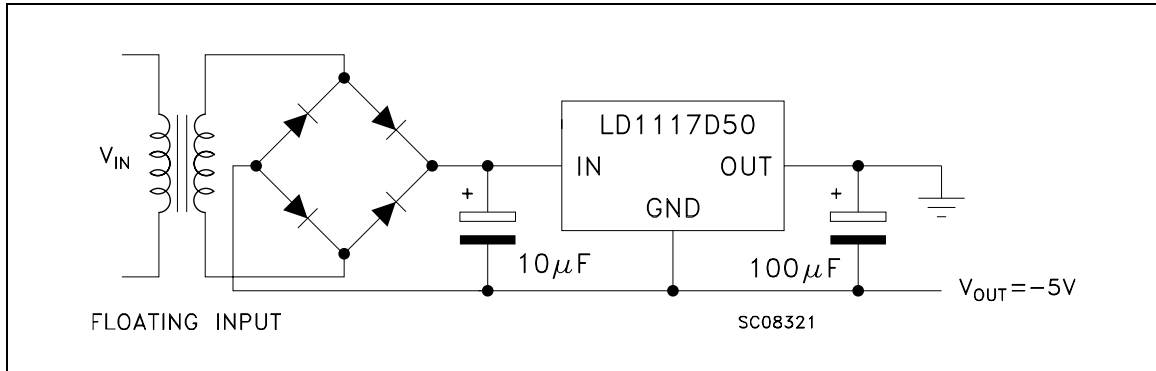 LD1117D50
V_IN
IN OUT
GND
+
+
10μF
100μF
V_OUT=-5V
FLOATING INPUT
SC08321